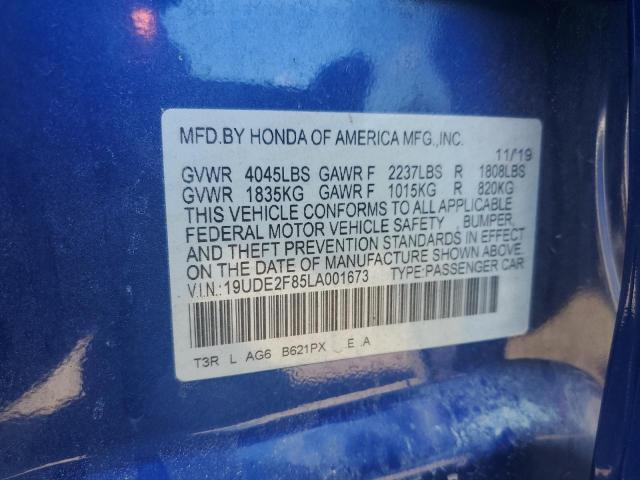 MFD.BY HONDA OF AMERICA MFG.,INC.
11/19
GVWR 4045LBS GAWR F 2237LBS R 1808LBS
GVWR 1835KG GAWR F 1015KG R 820KG
THIS VEHICLE CONFORMS TO ALL APPLICABLE
FEDERAL MOTOR VEHICLE SAFETY , BUMPER,
AND THEFT PREVENTION STANDARDS IN EFFECT
ON THE DATE OF MANUFACTURE SHOWN ABOVE.
V.I.N.:19UDE2F85LA001673 TYPE:PASSENGER CAR
T3R L AG6 B621PX _E .A